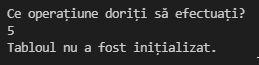 Ce operațiune doriți să efectuați?
5
Tabloul nu a fost inițializat.